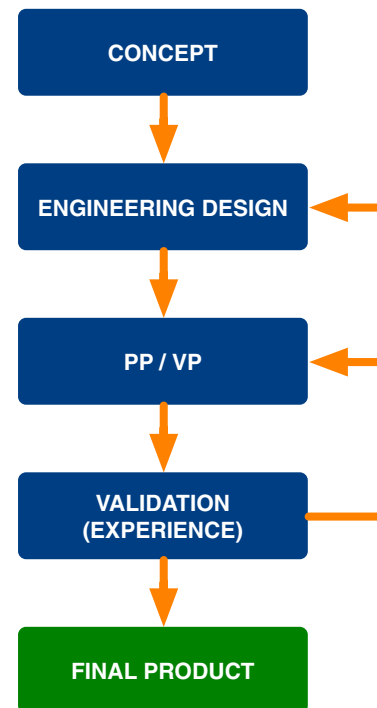 CONCEPT
ENGINEERING DESIGN
PP / VP
VALIDATION
(EXPERIENCE)
FINAL PRODUCT